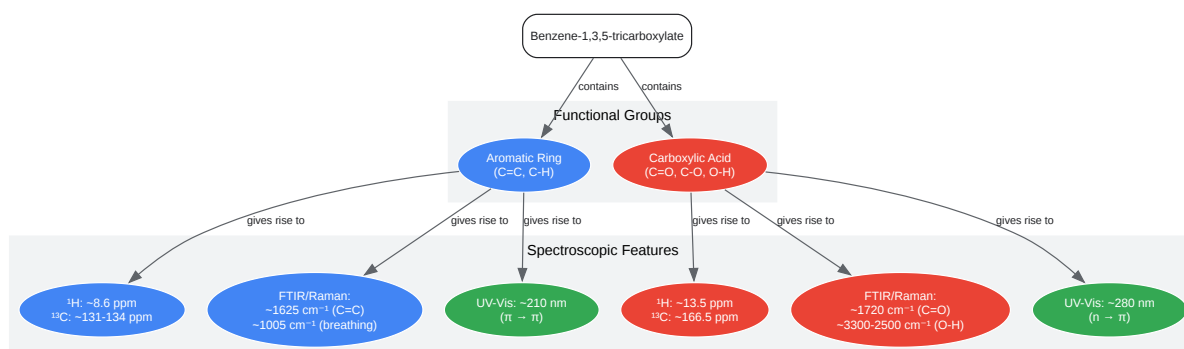 Benzene-1,3,5-tricarboxylate
contains
contains
Functional Groups
Aromatic Ring
(C=C, C-H)
Carboxylic Acid
(C=O, C-O, O-H)
gives rise to
gives rise to
gives rise to
gives rise to
gives rise to
gives rise to
Spectroscopic Features
¹H: ~8.6 ppm
¹³C: ~131-134 ppm
FTIR/Raman:
~1625 cm⁻¹ (C=C)
~1005 cm⁻¹ (breathing)
UV-Vis: ~210 nm
(π → π)
¹H: ~13.5 ppm
¹³C: ~166.5 ppm
FTIR/Raman:
~1720 cm⁻¹ (C=O)
~3300-2500 cm⁻¹ (O-H)
UV-Vis: ~280 nm
(n → π)